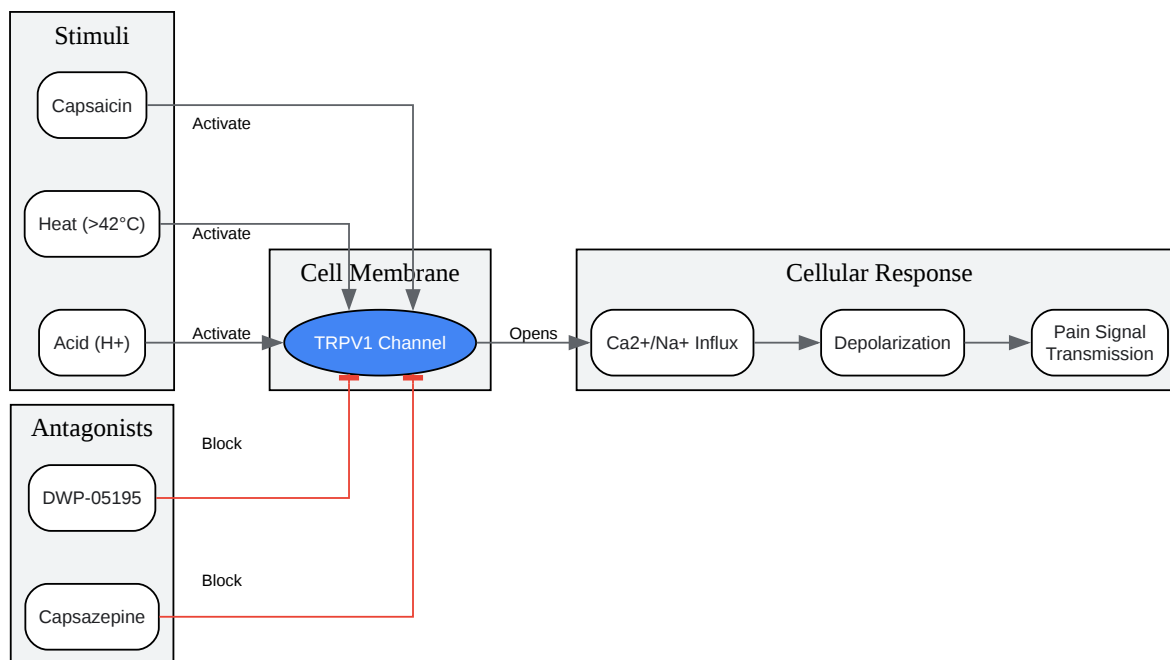 Stimuli
Capsaicin
Activate
Heat (>42°C)
Activate
Acid (H+)
Activate
Cell Membrane
TRPV1 Channel
Opens
Cellular Response
Ca2+/Na+ Influx
Depolarization
Pain Signal
Transmission
Antagonists
Block
DWP-05195
Block
Capsazepine